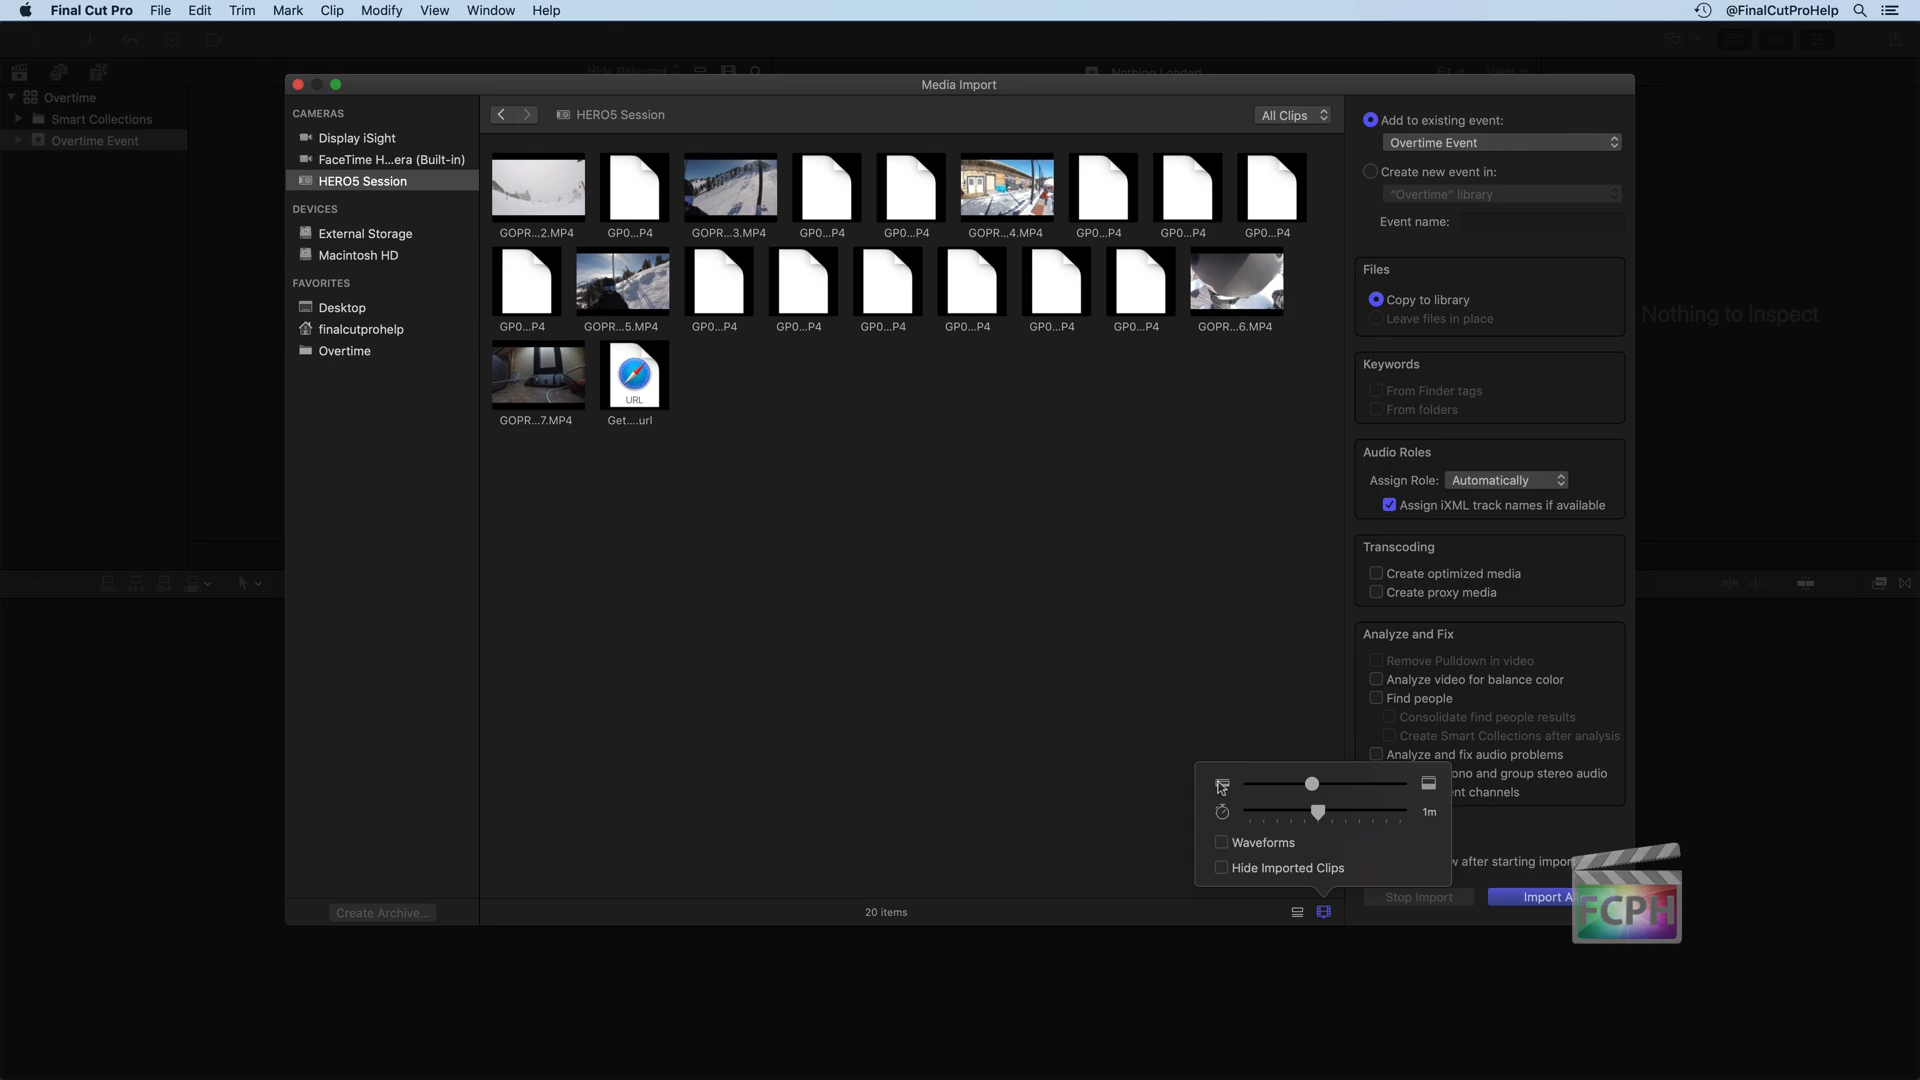 Final Cut Pro File Edit Trim Mark Clip Modify View Window Help @FinalCutProHelp
Hide Rejected Nothing Loaded Fit View
Overtime
Smart Collections
Overtime Event
Media Import
CAMERAS
Display iSight
FaceTime H...era (Built-in)
HERO5 Session
DEVICES
External Storage
Macintosh HD
FAVORITES
Desktop
finalcutprohelp
Overtime
Create Archive...
HERO5 Session All Clips
GOPR...2.MP4 GP0...P4 GOPR...3.MP4 GP0...P4 GP0...P4 GOPR...4.MP4 GP0...P4 GP0...P4 GP0...P4
GP0...P4 GOPR...5.MP4 GP0...P4 GP0...P4 GP0...P4 GP0...P4 GP0...P4 GP0...P4 GOPR...6.MP4
URL
GOPR...7.MP4 Get....url
20 items
Add to existing event:
Overtime Event
Create new event in:
"Overtime" library
Event name:
Files
Copy to library
Leave files in place
Keywords
From Finder tags
From folders
Audio Roles
Assign Role: Automatically
Assign iXML track names if available
Transcoding
Create optimized media
Create proxy media
Analyze and Fix
Remove Pulldown in video
Analyze video for balance color
Find people
Consolidate find people results
Create Smart Collections after analysis
Analyze and fix audio problems
ono and group stereo audio
nt channels
1m
Waveforms
Hide Imported Clips
w after starting import
Stop Import Import All
FCPH
Nothing to Inspect